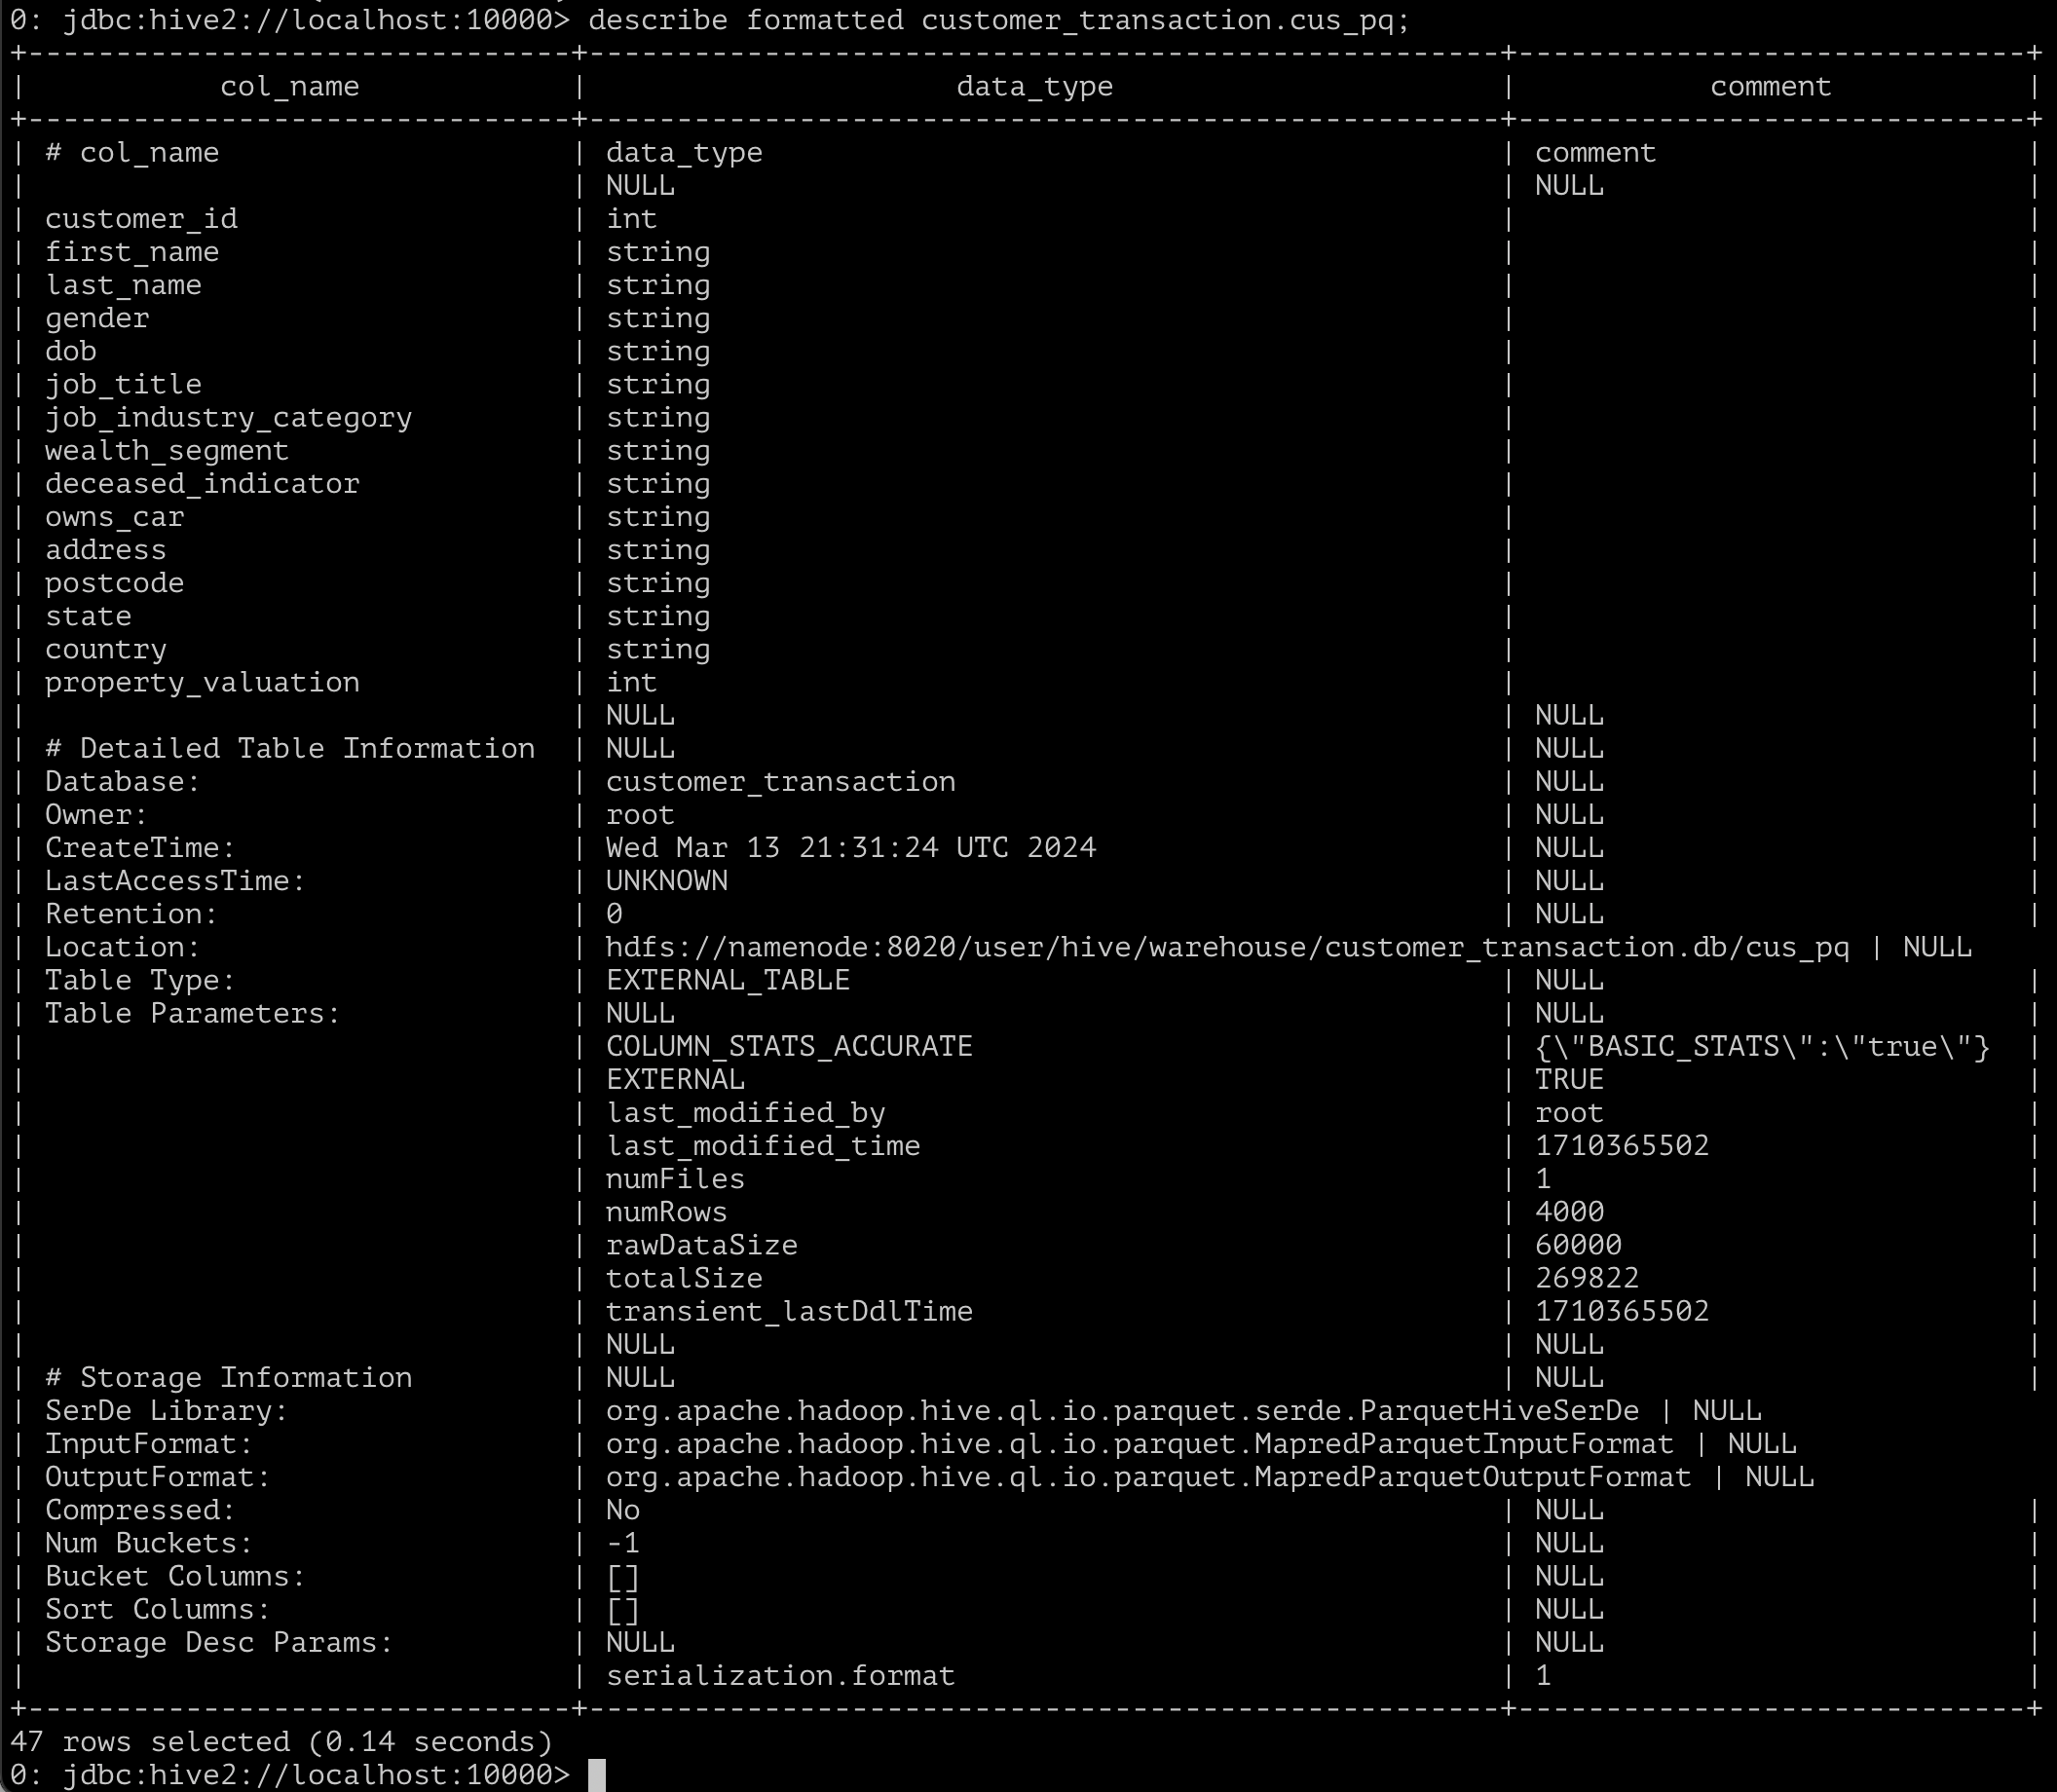 0: jdbc:hive2://localhost:10000> describe formatted customer_transaction.cus_pq;
+-------------------------------+----------------------------------------------------+-----------------------------+
|           col_name            |                     data_type                      |           comment           |
+-------------------------------+----------------------------------------------------+-----------------------------+
| # col_name                    | data_type                                          | comment                     |
|                               | NULL                                               | NULL                        |
| customer_id                   | int                                                |                             |
| first_name                    | string                                             |                             |
| last_name                     | string                                             |                             |
| gender                        | string                                             |                             |
| dob                           | string                                             |                             |
| job_title                     | string                                             |                             |
| job_industry_category         | string                                             |                             |
| wealth_segment                | string                                             |                             |
| deceased_indicator            | string                                             |                             |
| owns_car                      | string                                             |                             |
| address                       | string                                             |                             |
| postcode                      | string                                             |                             |
| state                         | string                                             |                             |
| country                       | string                                             |                             |
| property_valuation            | int                                                |                             |
|                               | NULL                                               | NULL                        |
| # Detailed Table Information  | NULL                                               | NULL                        |
| Database:                     | customer_transaction                               | NULL                        |
| Owner:                        | root                                               | NULL                        |
| CreateTime:                   | Wed Mar 13 21:31:24 UTC 2024                       | NULL                        |
| LastAccessTime:               | UNKNOWN                                            | NULL                        |
| Retention:                    | 0                                                  | NULL                        |
| Location:                     | hdfs://namenode:8020/user/hive/warehouse/customer_transaction.db/cus_pq | NULL
| Table Type:                   | EXTERNAL_TABLE                                     | NULL                        |
| Table Parameters:             | NULL                                               | NULL                        |
|                               | COLUMN_STATS_ACCURATE                              | {\"BASIC_STATS\":\"true\"}  |
|                               | EXTERNAL                                           | TRUE                        |
|                               | last_modified_by                                   | root                        |
|                               | last_modified_time                                 | 1710365502                  |
|                               | numFiles                                           | 1                           |
|                               | numRows                                            | 4000                        |
|                               | rawDataSize                                        | 60000                       |
|                               | totalSize                                          | 269822                      |
|                               | transient_lastDdlTime                              | 1710365502                  |
|                               | NULL                                               | NULL                        |
| # Storage Information         | NULL                                               | NULL                        |
| SerDe Library:                | org.apache.hadoop.hive.ql.io.parquet.serde.ParquetHiveSerDe | NULL
| InputFormat:                  | org.apache.hadoop.hive.ql.io.parquet.MapredParquetInputFormat | NULL
| OutputFormat:                 | org.apache.hadoop.hive.ql.io.parquet.MapredParquetOutputFormat | NULL
| Compressed:                   | No                                                 | NULL                        |
| Num Buckets:                  | -1                                                 | NULL                        |
| Bucket Columns:               | []                                                 | NULL                        |
| Sort Columns:                 | []                                                 | NULL                        |
| Storage Desc Params:          | NULL                                               | NULL                        |
|                               | serialization.format                               | 1                           |
+-------------------------------+----------------------------------------------------+-----------------------------+
47 rows selected (0.14 seconds)
0: jdbc:hive2://localhost:10000>